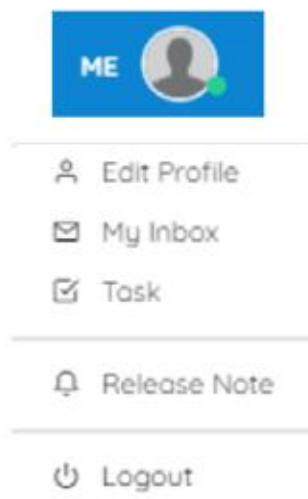 ME
Edit Profile
My Inbox
Task
Release Note
Logout